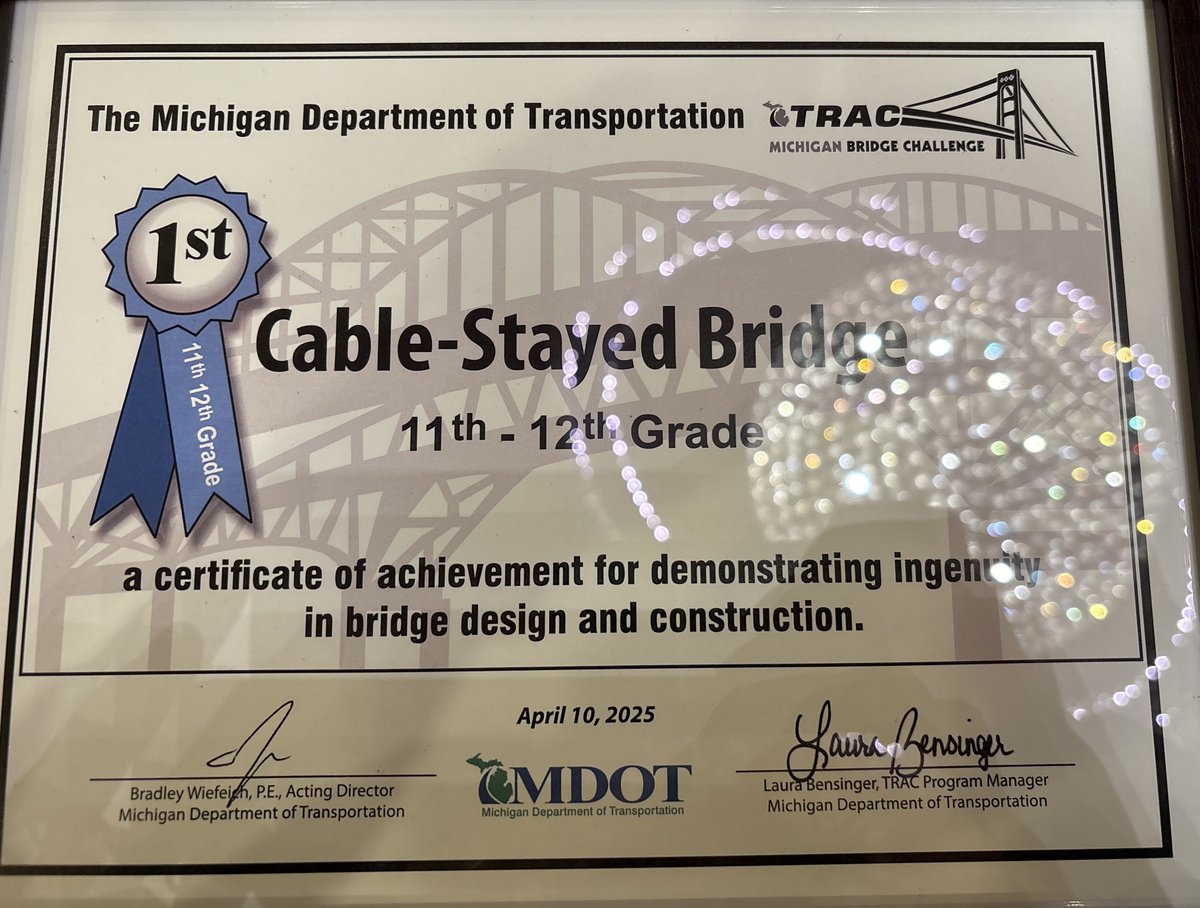 The Michigan Department of Transportation
TRAC
MICHIGAN BRIDGE CHALLENGE
1st
11th 12th Grade
Cable-Stayed Bridge
11th - 12th Grade
a certificate of achievement for demonstrating ingenuity
in bridge design and construction.
April 10, 2025
Laura Bensinger
Bradley Wiefeich, P.E., Acting Director
Michigan Department of Transportation
MDOT
Michigan Department of Transportation
Laura Bensinger, TRAC Program Manager
Michigan Department of Transportation